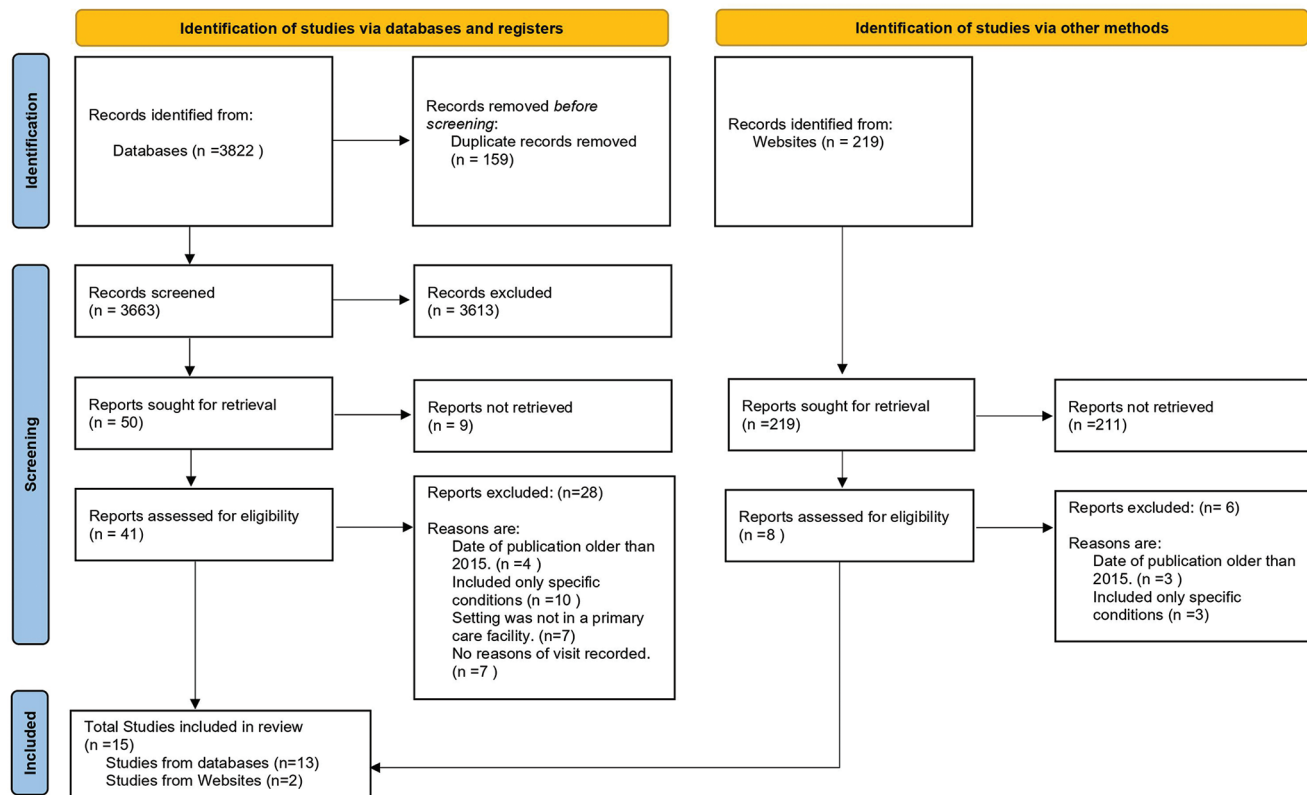 Identification of studies via databases and registers
Identification of studies via other methods
Identification
Records identified from:
Databases (n =3822 )
Records removed before
screening:
Duplicate records removed
(n = 159)
Records identified from:
Websites (n = 219)
Screening
Records screened
(n = 3663)
Records excluded
(n = 3613)
Reports sought for retrieval
(n = 50)
Reports not retrieved
(n = 9)
Reports sought for retrieval
(n =219)
Reports not retrieved
(n =211)
Reports assessed for eligibility
(n = 41)
Reports excluded: (n=28)
Reasons are:
Date of publication older than
2015. (n =4 )
Included only specific
conditions (n =10 )
Setting was not in a primary
care facility. (n=7)
No reasons of visit recorded.
(n =7 )
Reports assessed for eligibility
(n =8 )
Reports excluded: (n= 6)
Reasons are:
Date of publication older than
2015. (n =3 )
Included only specific
conditions (n =3)
Included
Total Studies included in review
(n =15)
Studies from databases (n=13)
Studies from Websites (n=2)